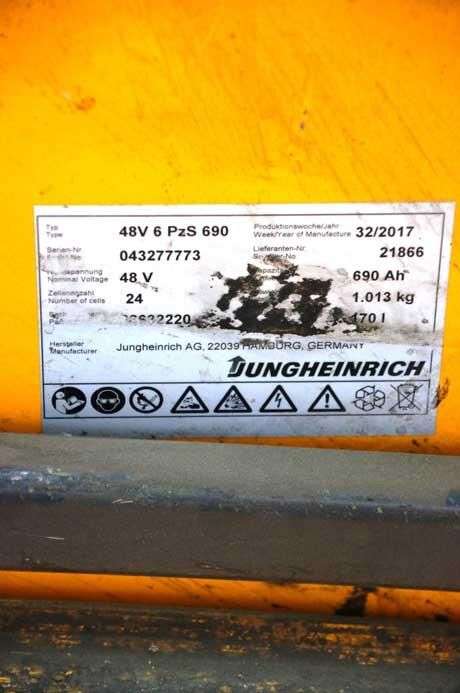 Typ
Type
48V 6 PzS 690
Produktionswoche/Jahr
Week/Year of Manufacture
32/2017
Serien-Nr
043277773
Lieferanten-Nr.
21866
Nominal Voltage
48 V
690 Ah
Zellenanzahl
Number of cells
24
1.013 kg
170 l
Hersteller
Manufacturer
Jungheinrich AG, 22039 HAMBURG, GERMANY
JUNGHEINRICH